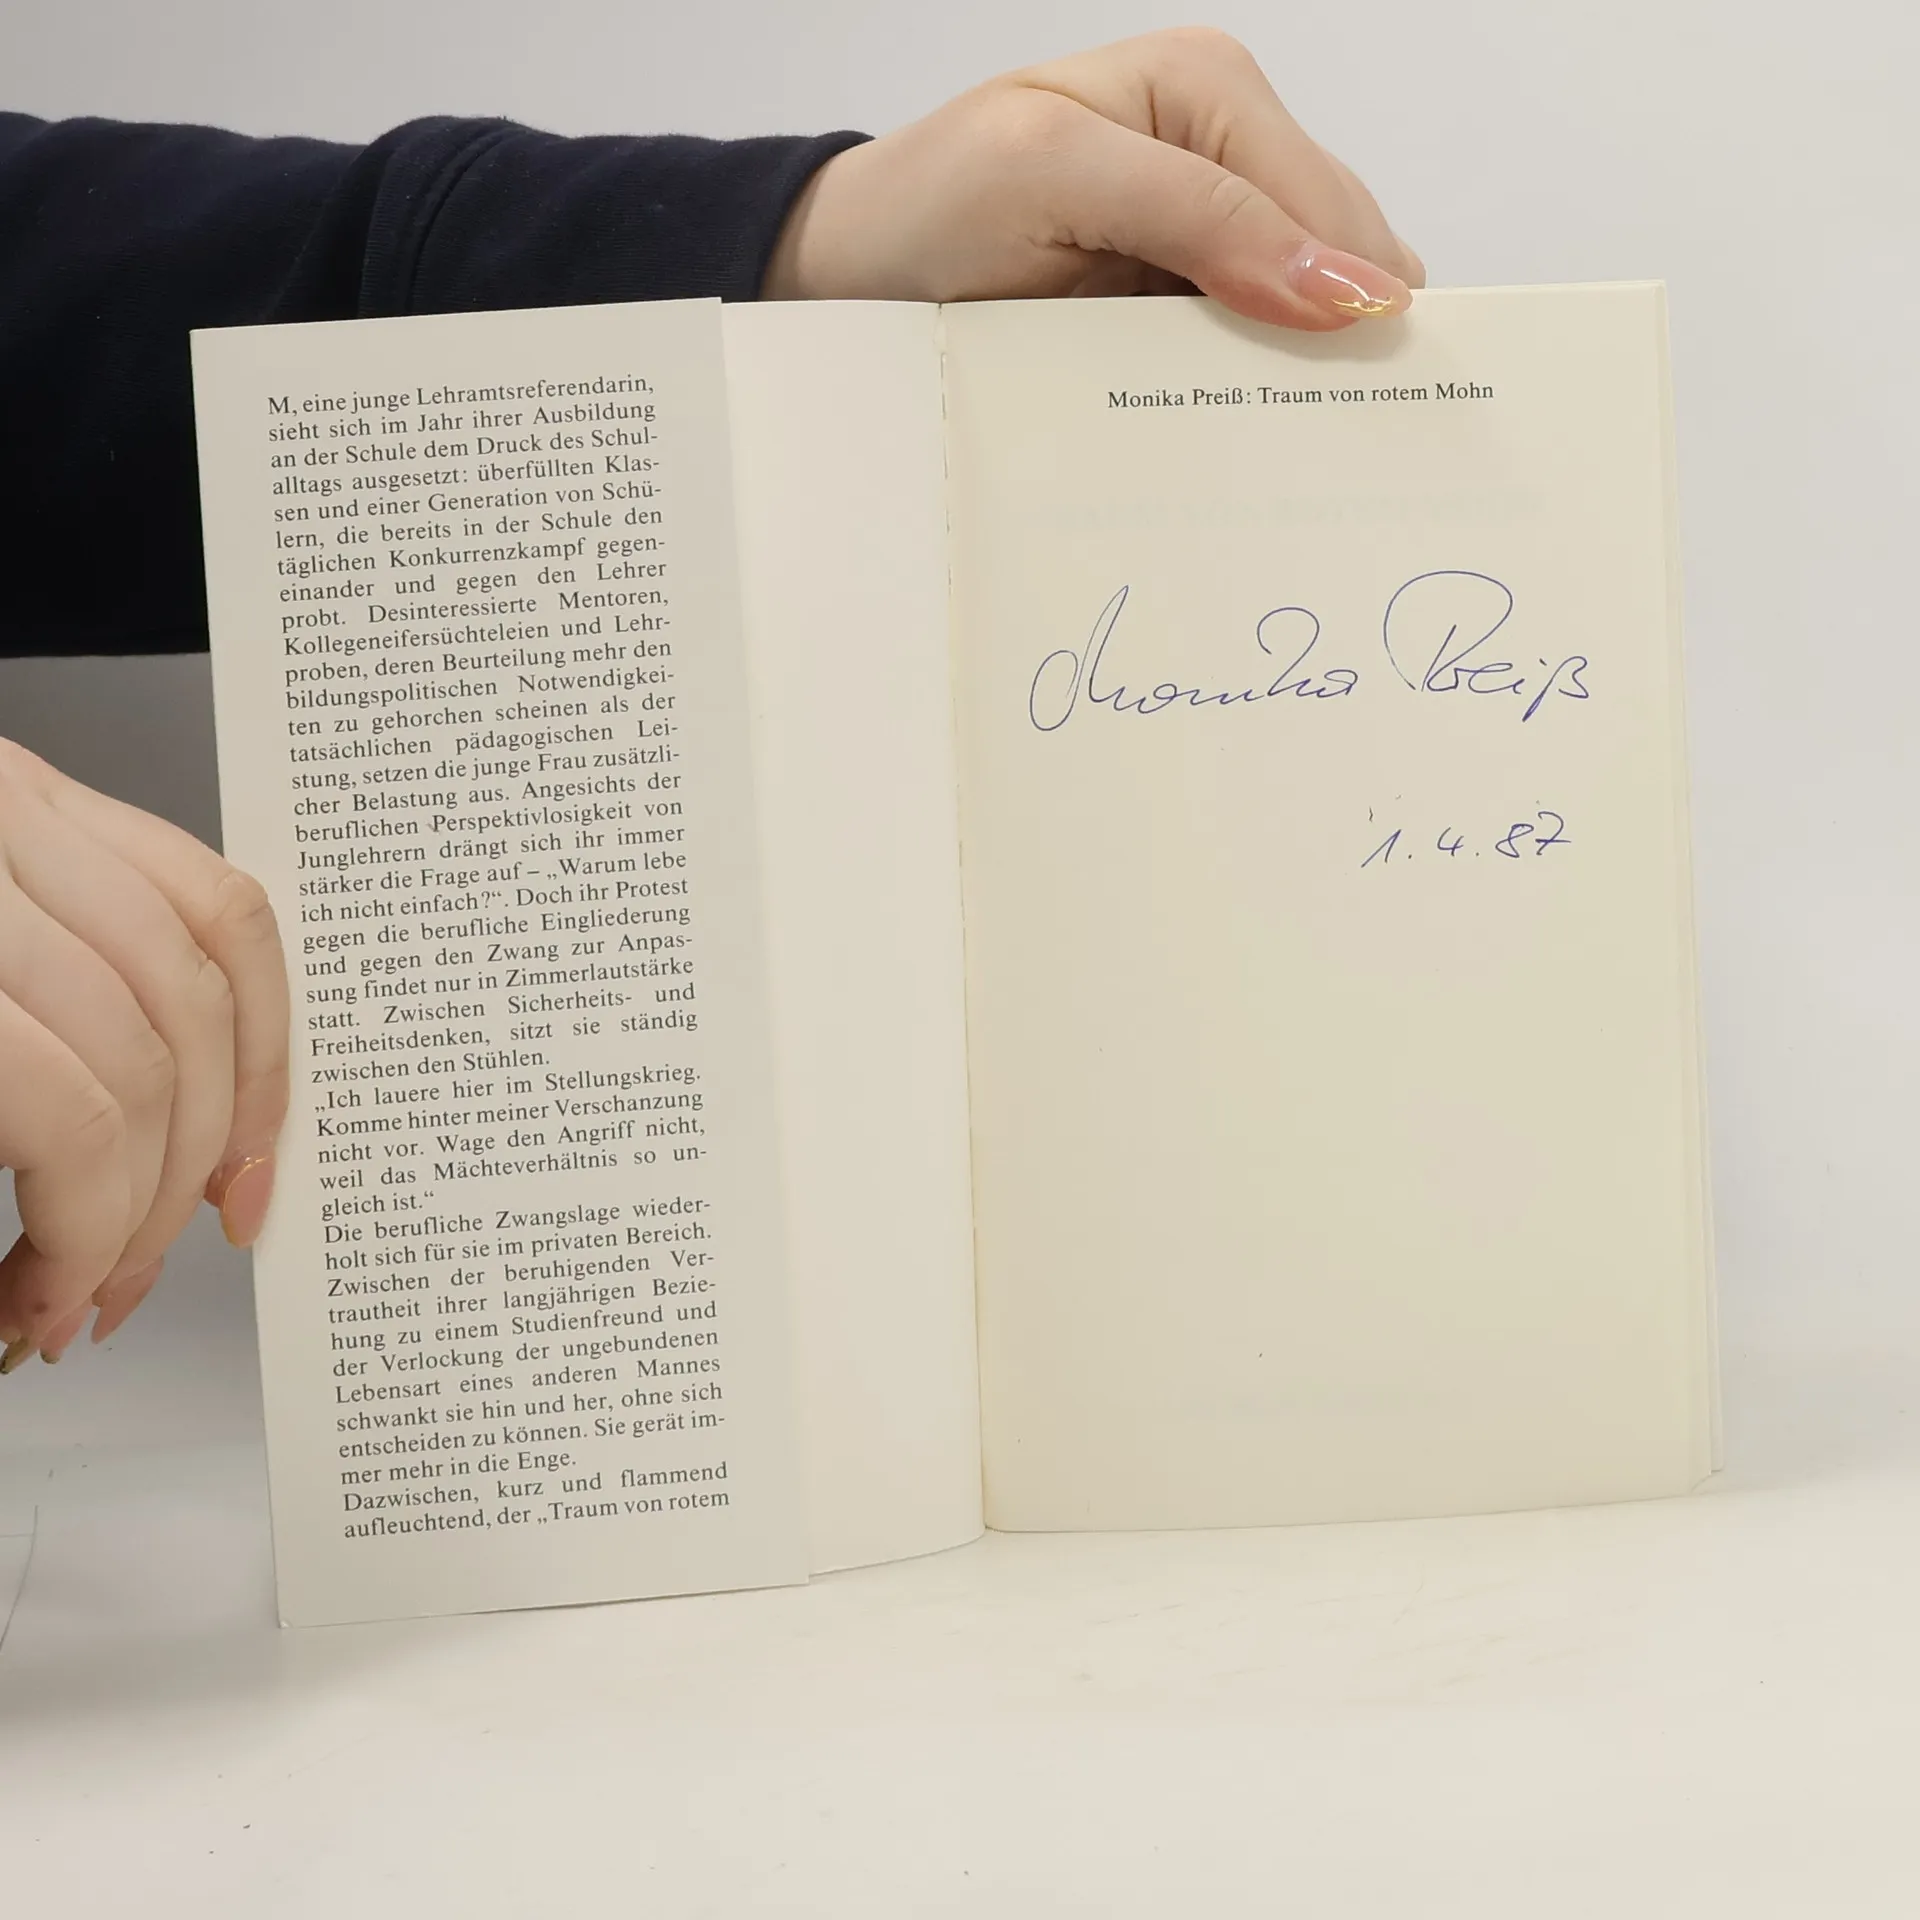 M, eine junge Lehramtsreferendarin,
sieht sich im Jahr ihrer Ausbildung
an der Schule dem Druck des Schul-
alltags ausgesetzt: überfüllten Klas-
sen und einer Generation von Schü-
lern, die bereits in der Schule den
täglichen Konkurrenzkampf gegen-
einander und gegen den Lehrer
probt. Desinteressierte Mentoren,
Kollegeneifersüchteleien und Lehr-
proben, deren Beurteilung mehr den
bildungspolitischen Notwendigkei-
ten zu gehorchen scheinen als der
tatsächlichen pädagogischen Lei-
stung, setzen die junge Frau zusätzli-
cher Belastung aus. Angesichts der
beruflichen Perspektivlosigkeit von
Junglehrern drängt sich ihr immer
stärker die Frage auf – „Warum lebe
ich nicht einfach?“. Doch ihr Protest
gegen die berufliche Eingliederung
und gegen den Zwang zur Anpas-
sung findet nur in Zimmerlautstärke
statt. Zwischen Sicherheits- und
Freiheitsdenken, sitzt sie ständig
zwischen den Stühlen.
„Ich lauere hier im Stellungskrieg.
Komme hinter meiner Verschanzung
nicht vor. Wage den Angriff nicht,
weil das Mächteverhältnis so un-
gleich ist.“
Die berufliche Zwangslage wieder-
holt sich für sie im privaten Bereich.
Zwischen der beruhigenden Ver-
trautheit ihrer langjährigen Bezie-
hung zu einem Studienfreund und
der Verlockung der ungebundenen
Lebensart eines anderen Mannes
schwankt sie hin und her, ohne sich
entscheiden zu können. Sie gerät im-
mer mehr in die Enge.
Dazwischen, kurz und flammend
aufleuchtend, der „Traum von rotem
Monika Preiß: Traum von rotem Mohn
Monika Preiß
1. 4. 87